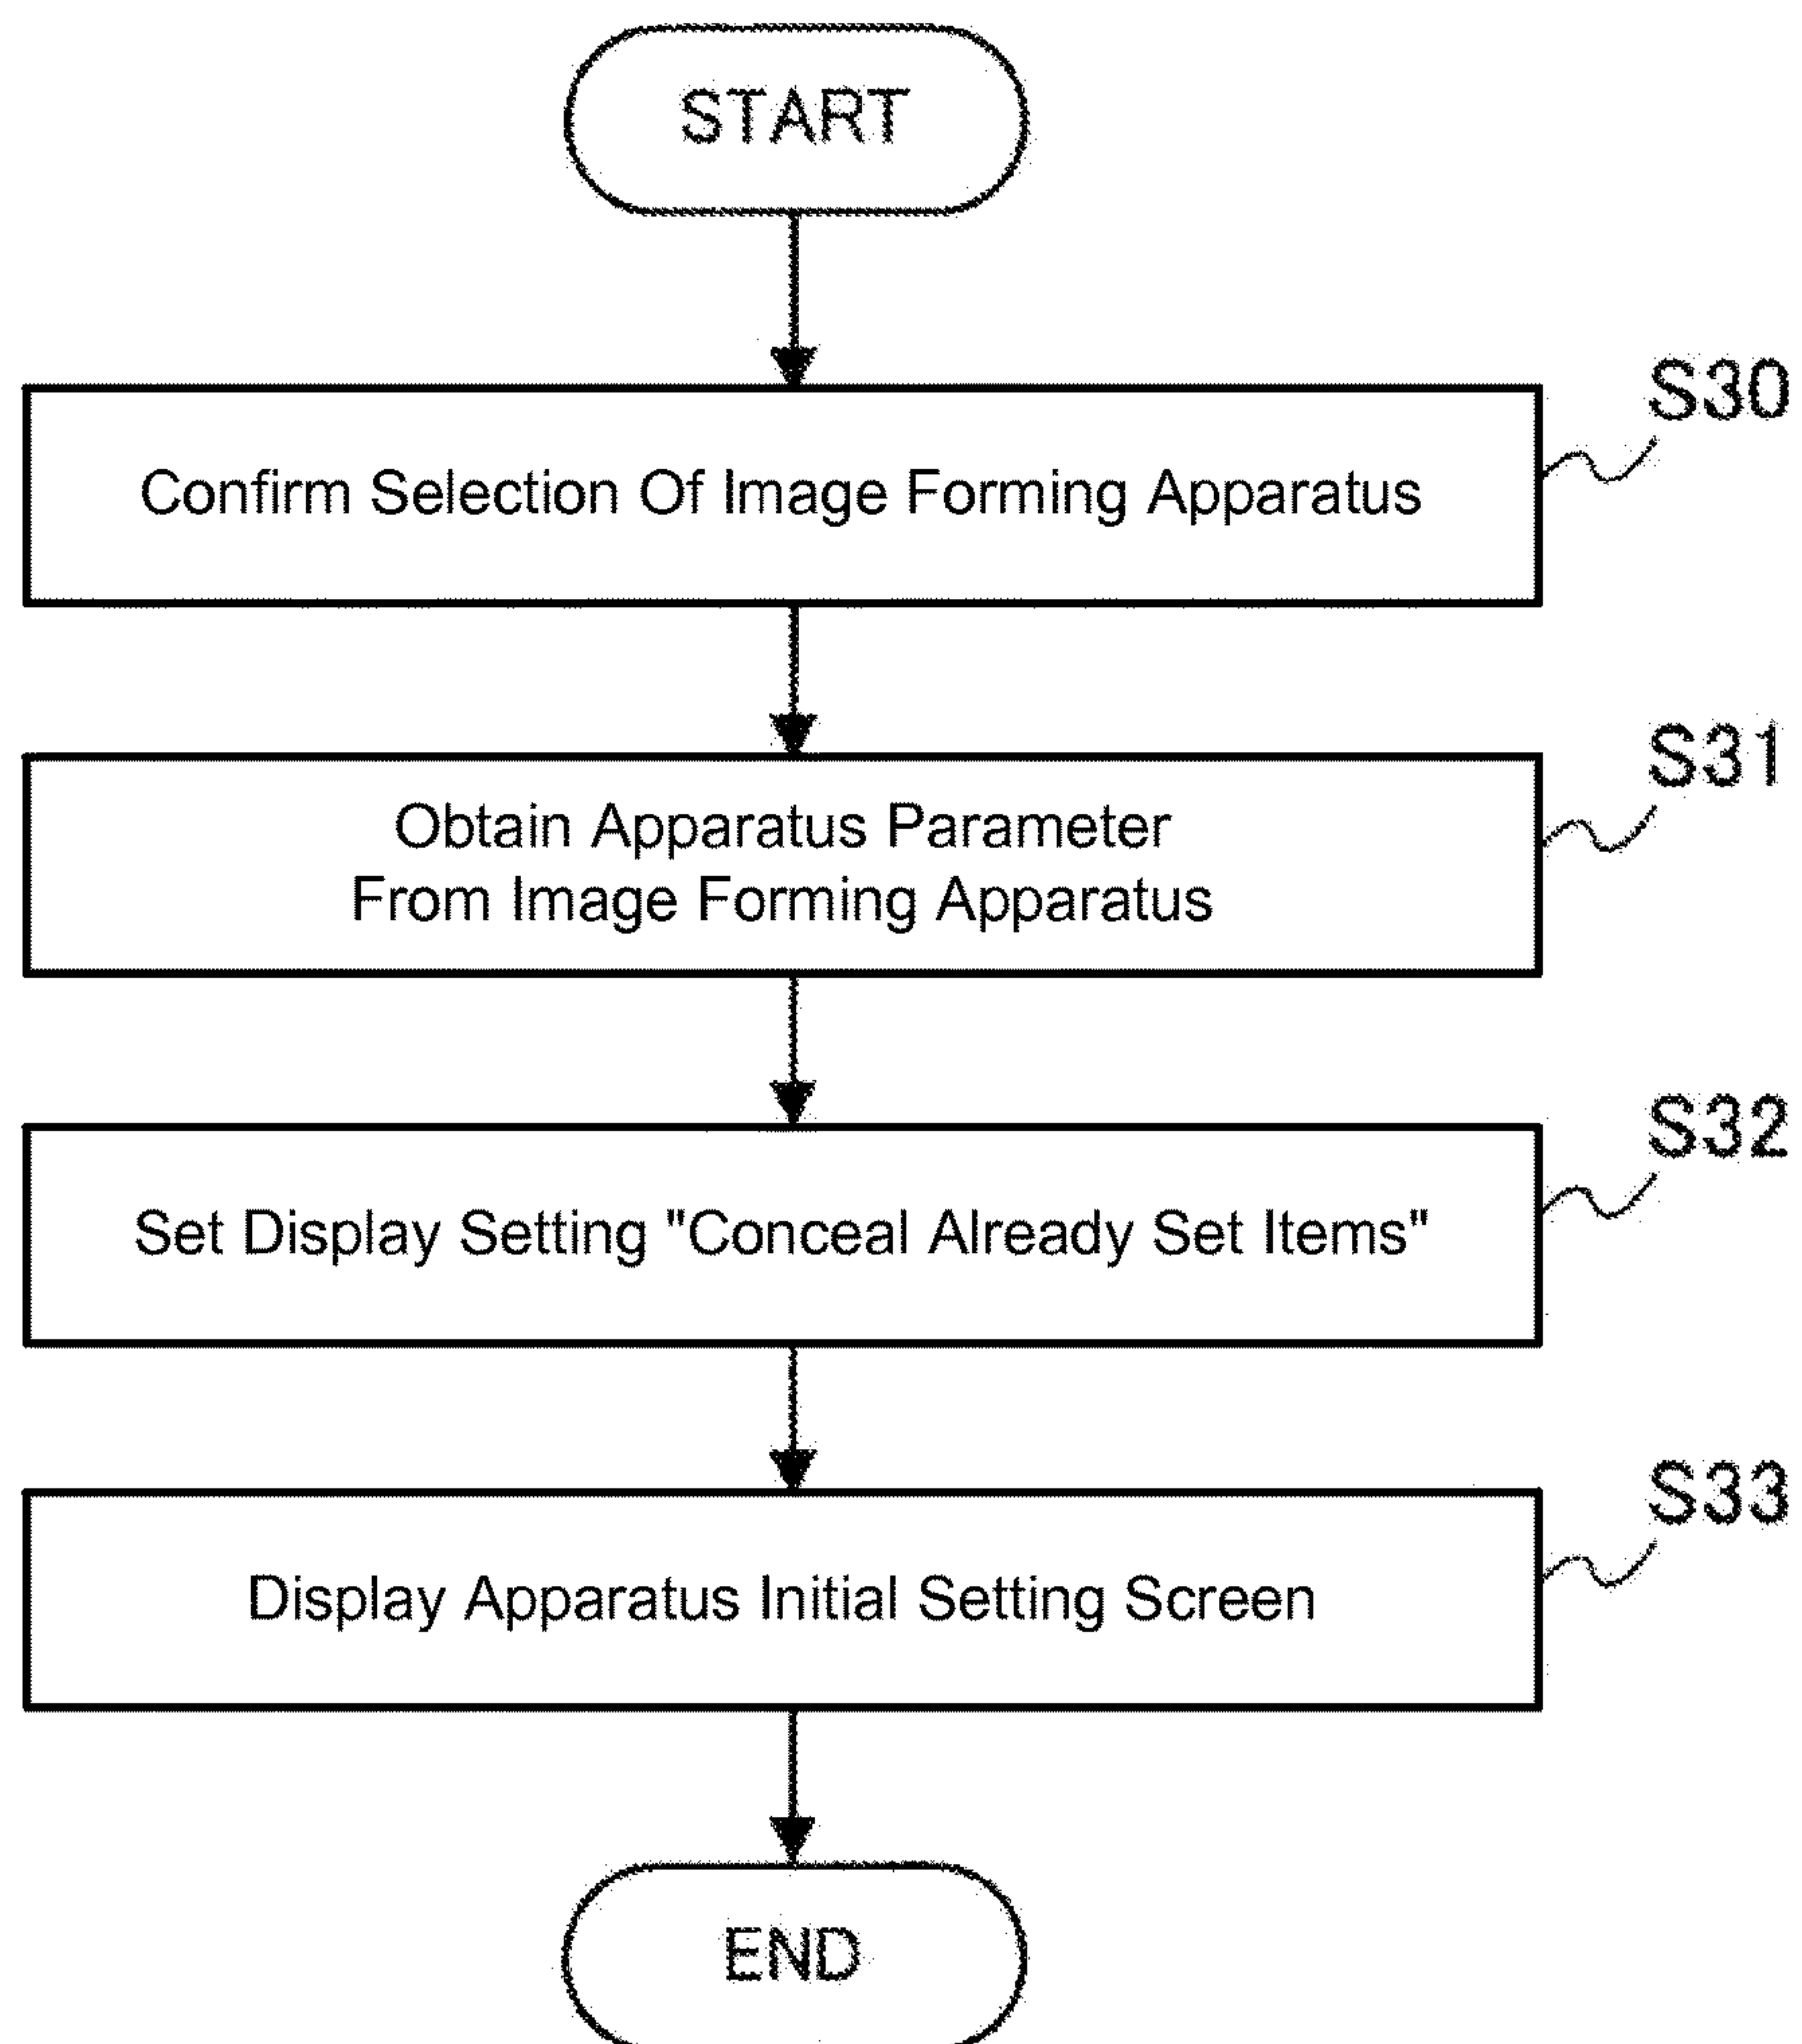 START
S30
Confirm Selection Of Image Forming Apparatus
S31
Obtain Apparatus Parameter
From Image Forming Apparatus
S32
Set Display Setting "Conceal Already Set Items"
S33
Display Apparatus Initial Setting Screen
END